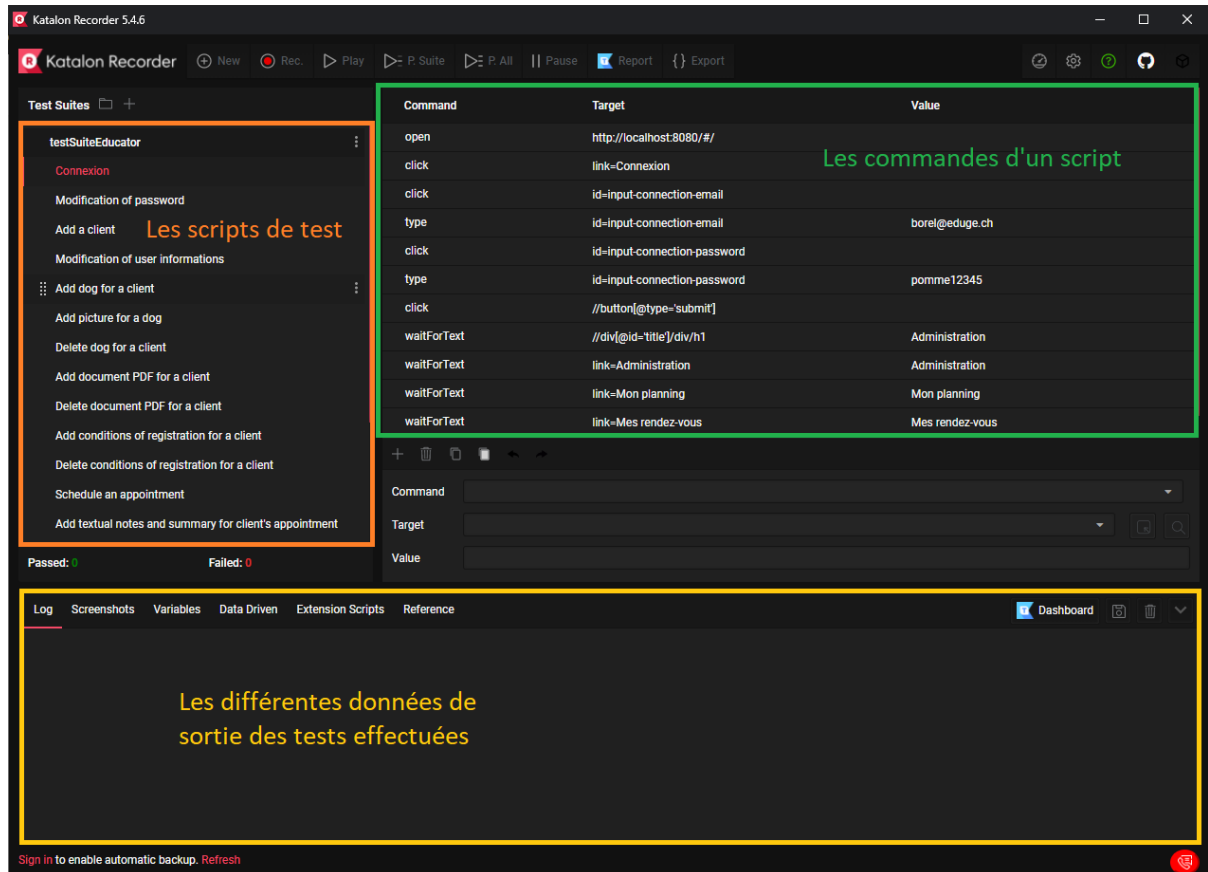 Katalon Recorder 5.4.6
Katalon Recorder New Rec. Play P. Suite P. All Pause Report {} Export
Test Suites
testSuiteEducator
Connexion
Modification of password
Add a client
Modification of user informations
Add dog for a client
Add picture for a dog
Delete dog for a client
Add document PDF for a client
Delete document PDF for a client
Add conditions of registration for a client
Delete conditions of registration for a client
Schedule an appointment
Add textual notes and summary for client's appointment
Les scripts de test
Passed: 0 Failed: 0
Command Target Value
open http://localhost:8080/#/
click link=Connexion
click id=input-connection-email
type id=input-connection-email borel@eduge.ch
click id=input-connection-password
type id=input-connection-password pomme12345
click //button[@type='submit']
waitForText //div[@id='title']/div/h1 Administration
waitForText link=Administration Administration
waitForText link=Mon planning Mon planning
waitForText link=Mes rendez-vous Mes rendez-vous
Les commandes d'un script
Command
Target
Value
Log Screenshots Variables Data Driven Extension Scripts Reference Dashboard
Les différentes données de
sortie des tests effectuées
Sign in to enable automatic backup. Refresh